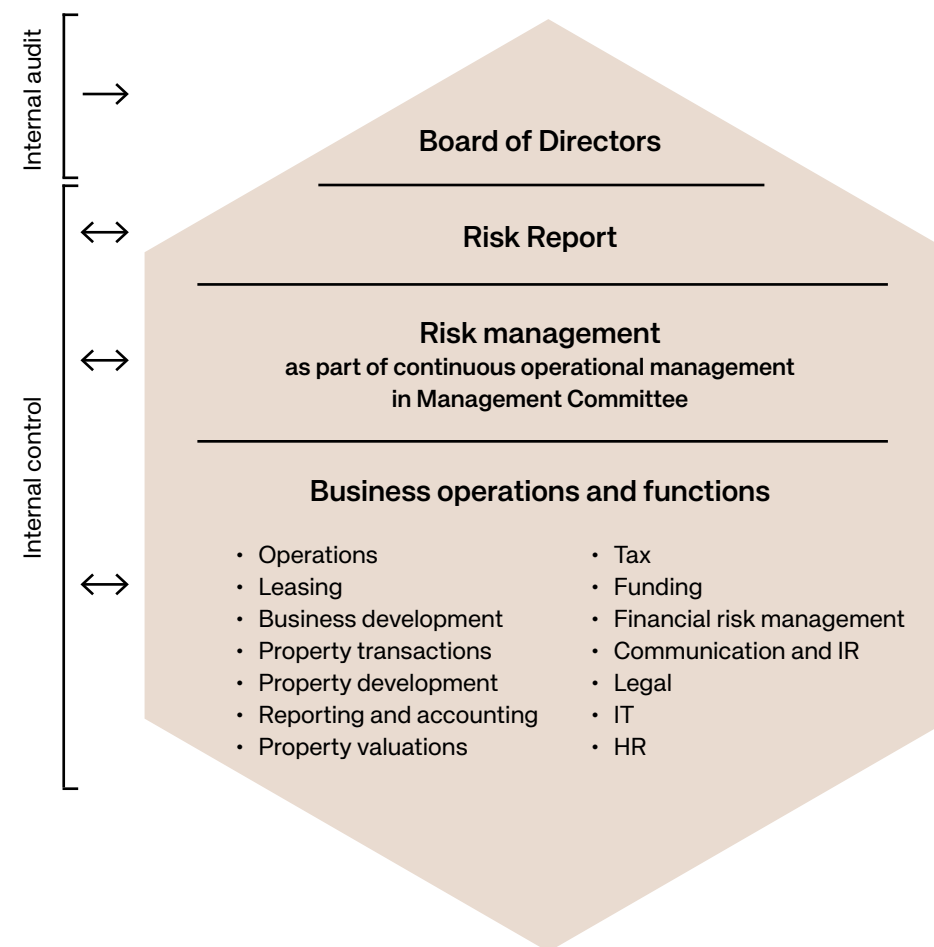 Internal audit
Board of Directors
Risk Report
Risk management
as part of continuous operational management
in Management Committee
Internal control
Business operations and functions
• Operations
• Leasing
• Business development
• Property transactions
• Property development
• Reporting and accounting
• Property valuations
• Tax
• Funding
• Financial risk management
• Communication and IR
• Legal
• IT
• HR